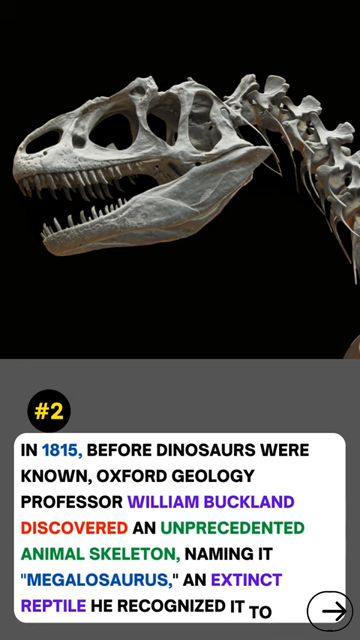 #2
IN 1815, BEFORE DINOSAURS WERE
KNOWN, OXFORD GEOLOGY
PROFESSOR WILLIAM BUCKLAND
DISCOVERED AN UNPRECEDENTED
ANIMAL SKELETON, NAMING IT
"MEGALOSAURUS," AN EXTINCT
REPTILE HE RECOGNIZED IT TO